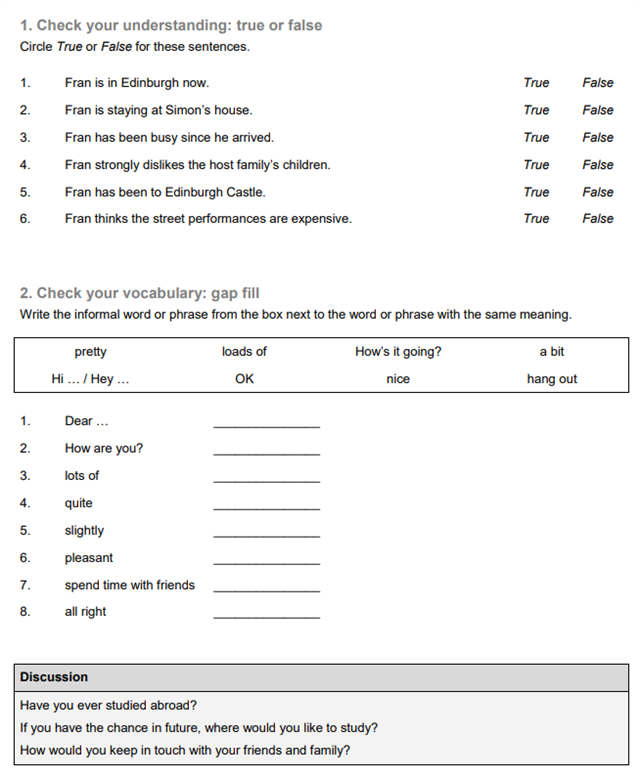 1. Check your understanding: true or false
Circle True or False for these sentences.
1. Fran is in Edinburgh now. True False
2. Fran is staying at Simon's house. True False
3. Fran has been busy since he arrived. True False
4. Fran strongly dislikes the host family's children. True False
5. Fran has been to Edinburgh Castle. True False
6. Fran thinks the street performances are expensive. True False
2. Check your vocabulary: gap fill
Write the informal word or phrase from the box next to the word or phrase with the same meaning.
pretty loads of How's it going? a bit
Hi … / Hey … OK nice hang out
1. Dear … _______________
2. How are you? _______________
3. lots of _______________
4. quite _______________
5. slightly _______________
6. pleasant _______________
7. spend time with friends _______________
8. all right _______________
Discussion
Have you ever studied abroad?
If you have the chance in future, where would you like to study?
How would you keep in touch with your friends and family?